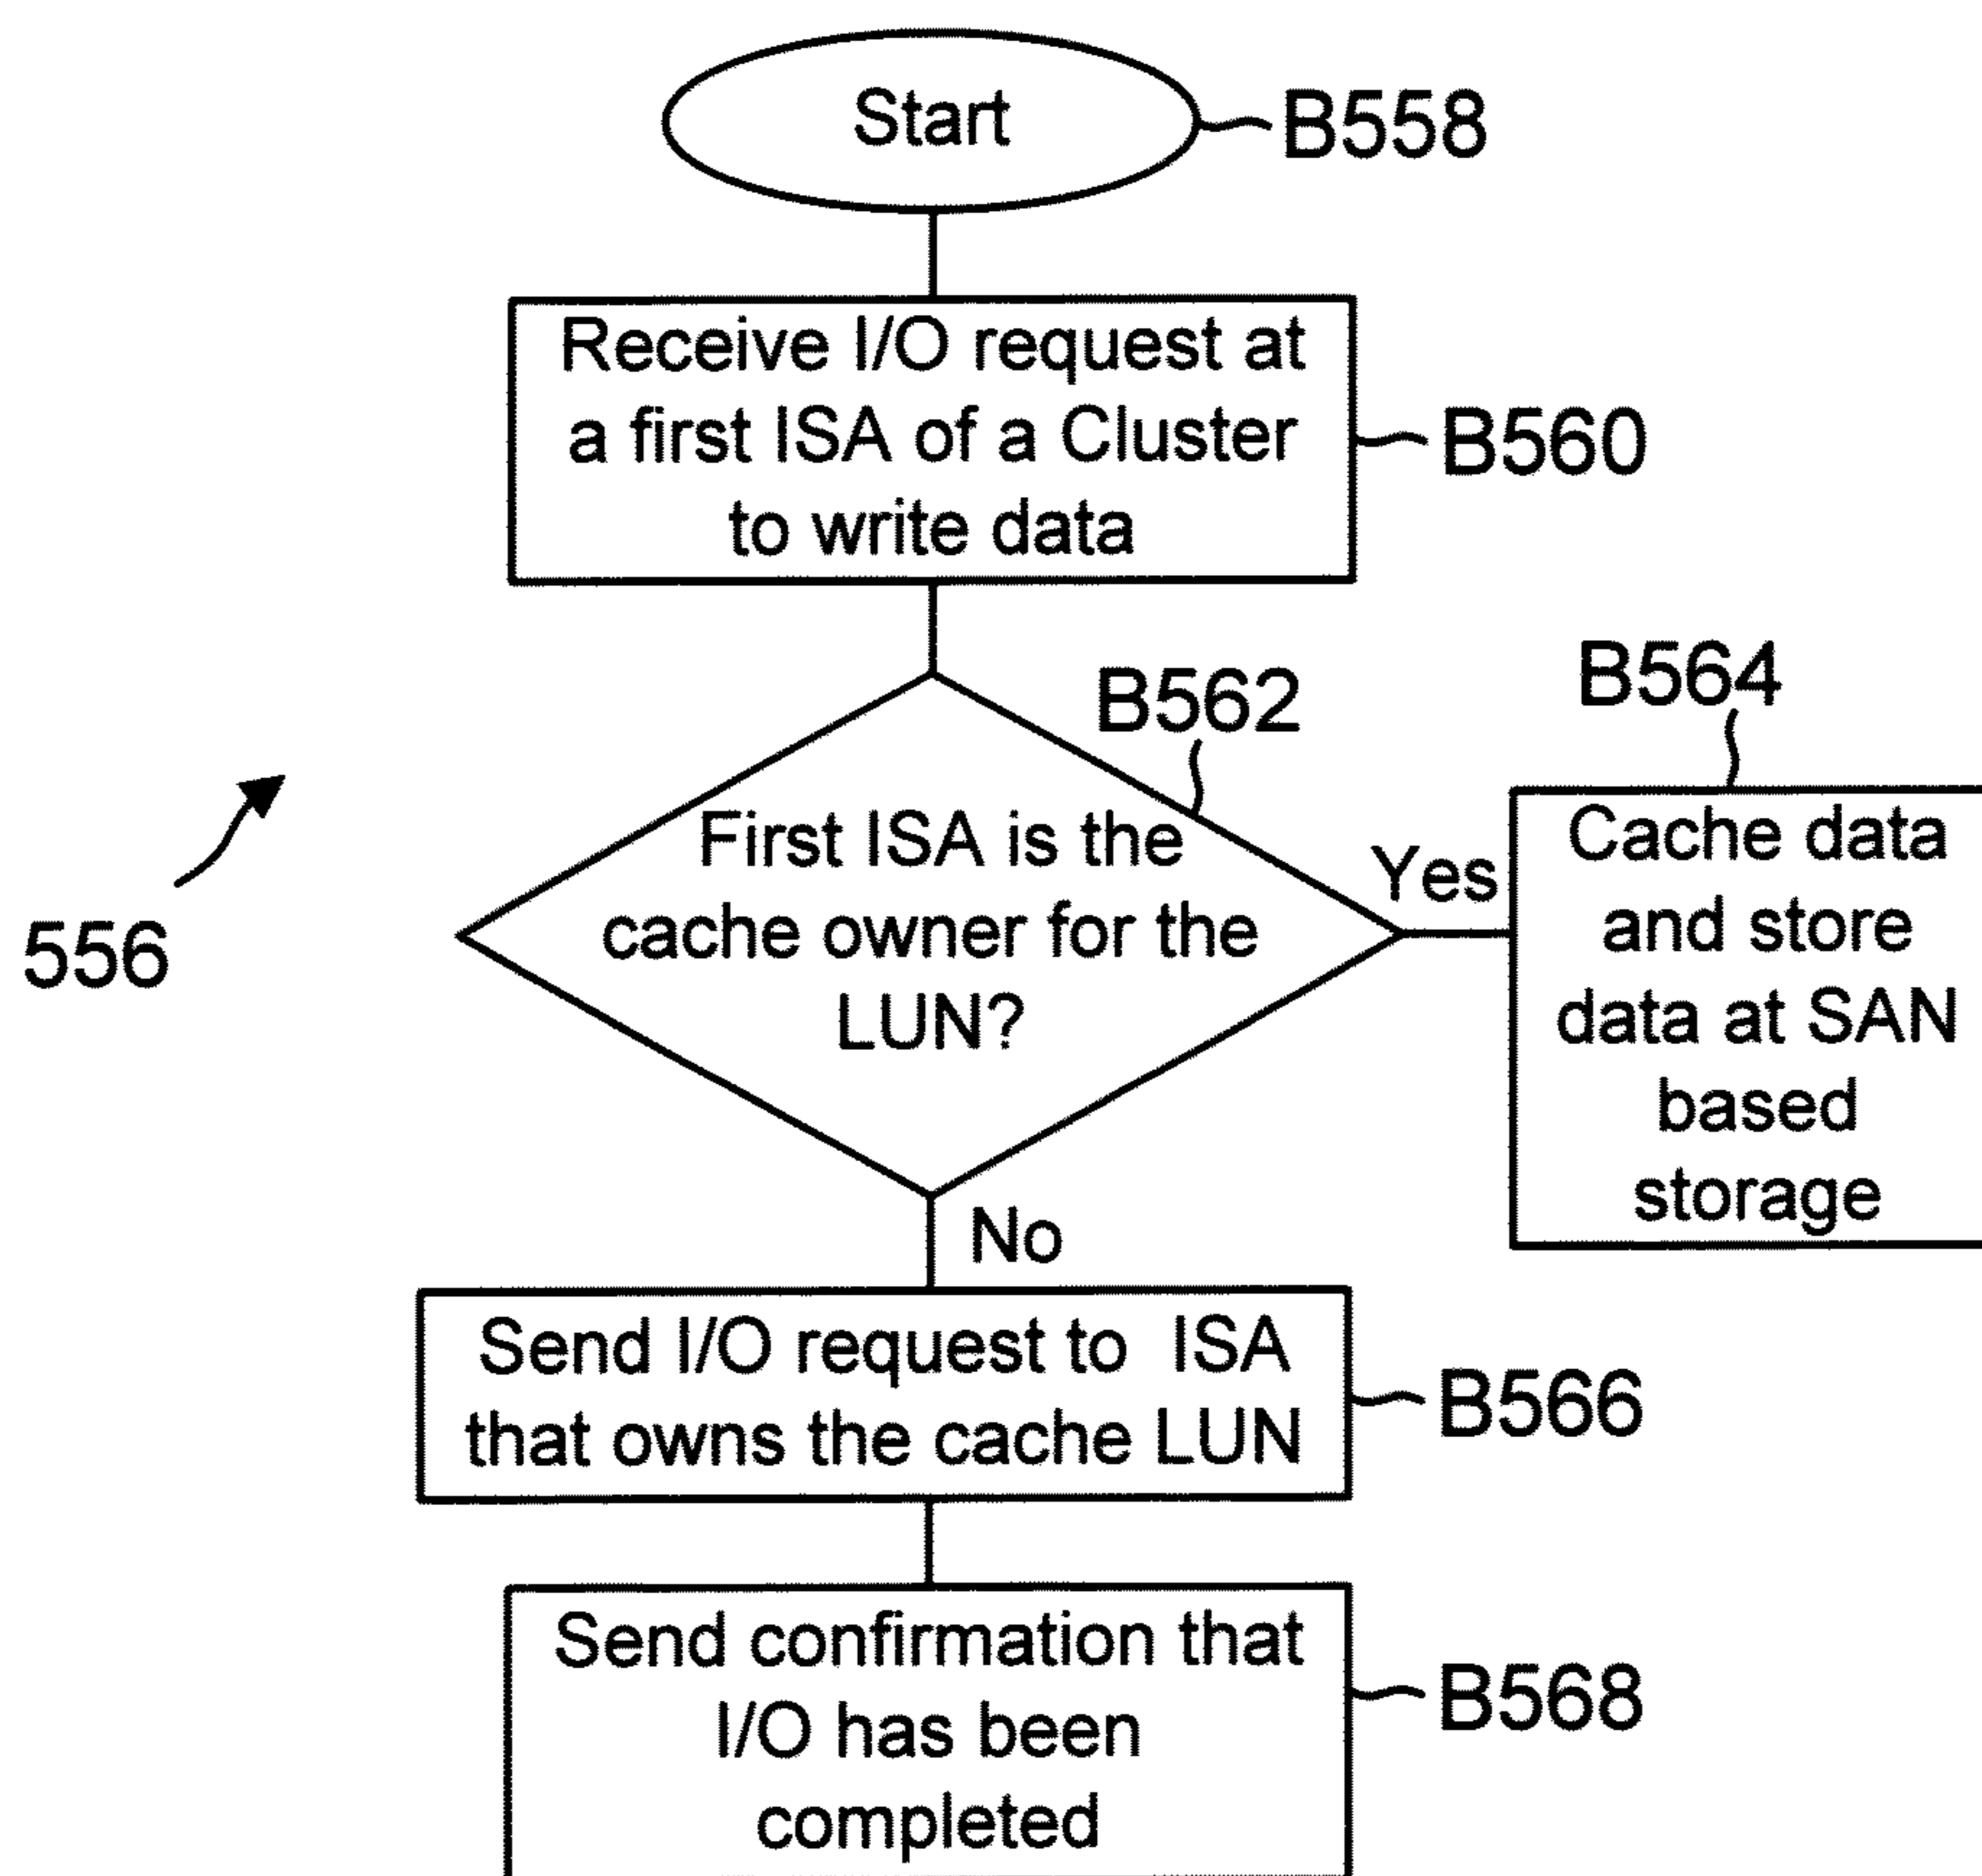 Start
B558
Receive I/O request at
a first ISA of a Cluster
to write data
B560
B562
B564
First ISA is the
cache owner for the
LUN?
Yes
Cache data
and store
data at SAN
based
storage
556
No
Send I/O request to ISA
that owns the cache LUN
B566
Send confirmation that
I/O has been
completed
B568